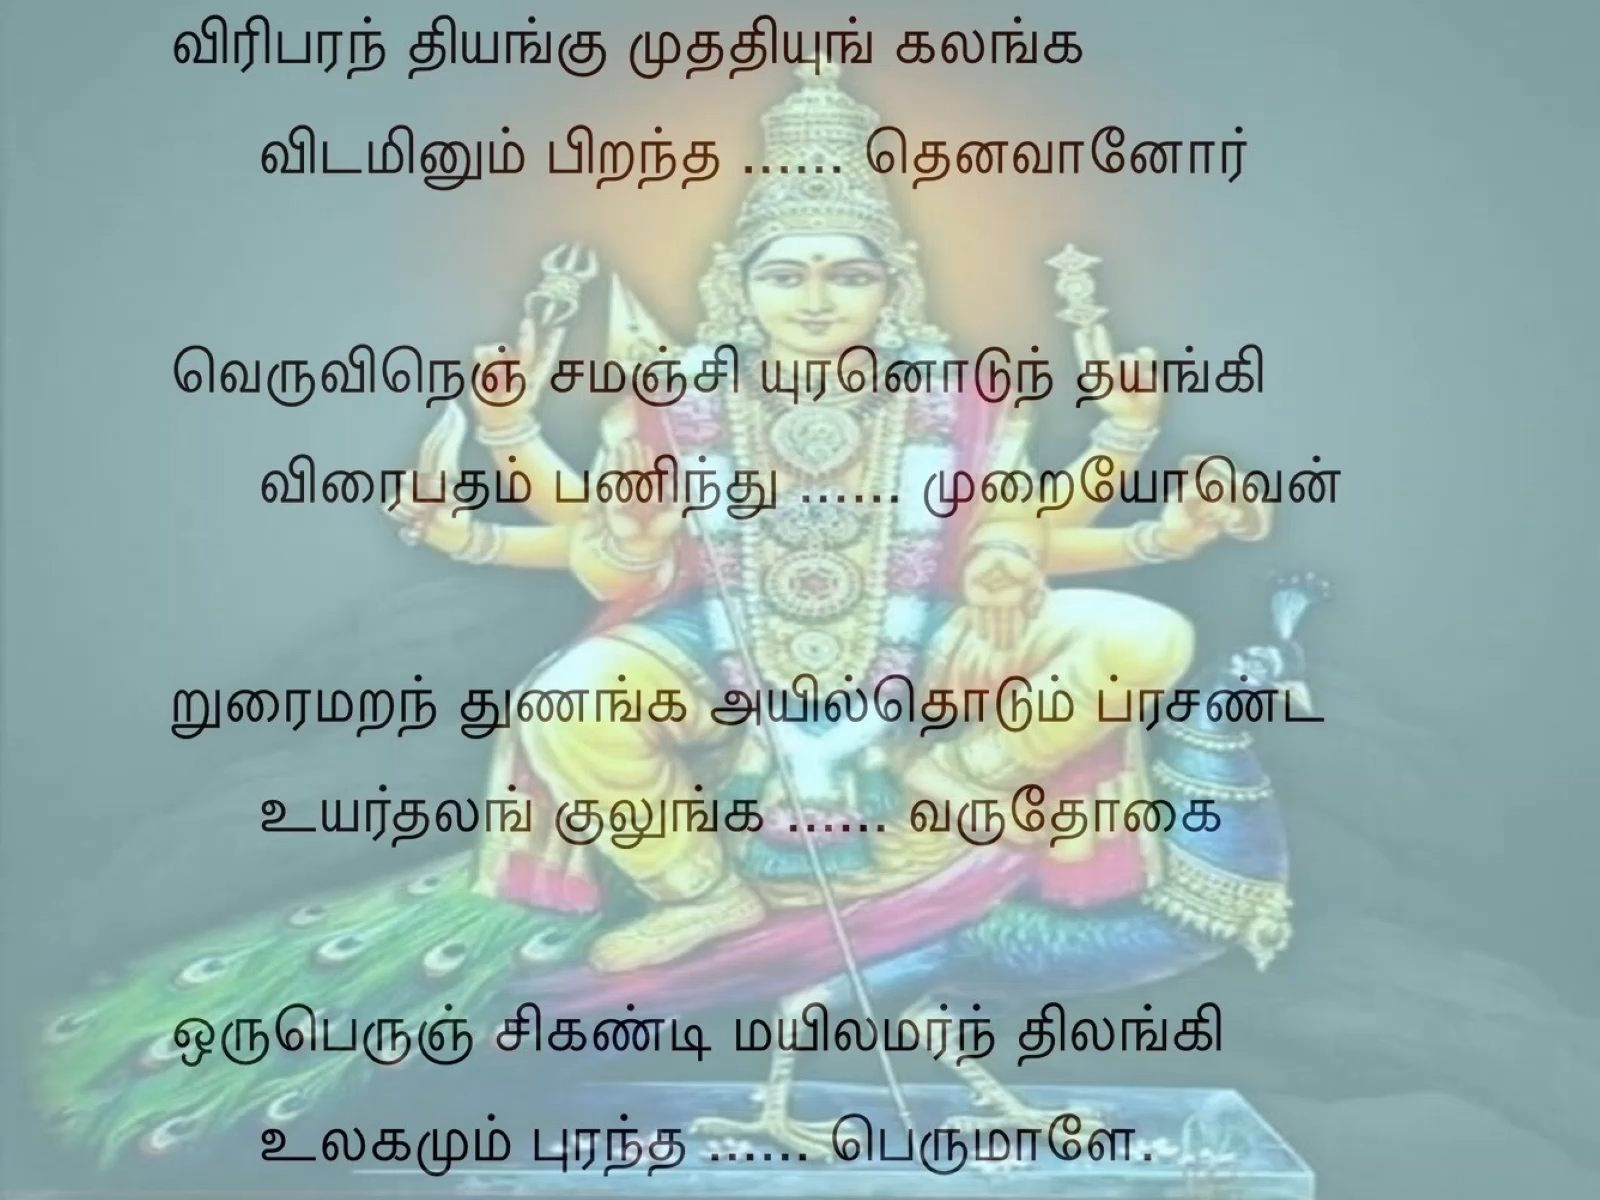 விரிபரந் தியங்கு முததியுங் கலங்க
விடமினும் பிறந்த ...... தெனவானோர்
வெருவிநெஞ் சமஞ்சி யுரனொடுந் தயங்கி
விரைபதம் பணிந்து ...... முறையோவென்
றுரைமறந் துணங்க அயில்தொடும் ப்ரசண்ட
உயர்தலங் குலுங்க ...... வருதோகை
ஒருபெருஞ் சிகண்டி மயிலமர்ந் திலங்கி
உலகமும் புரந்த ...... பெருமாளே.